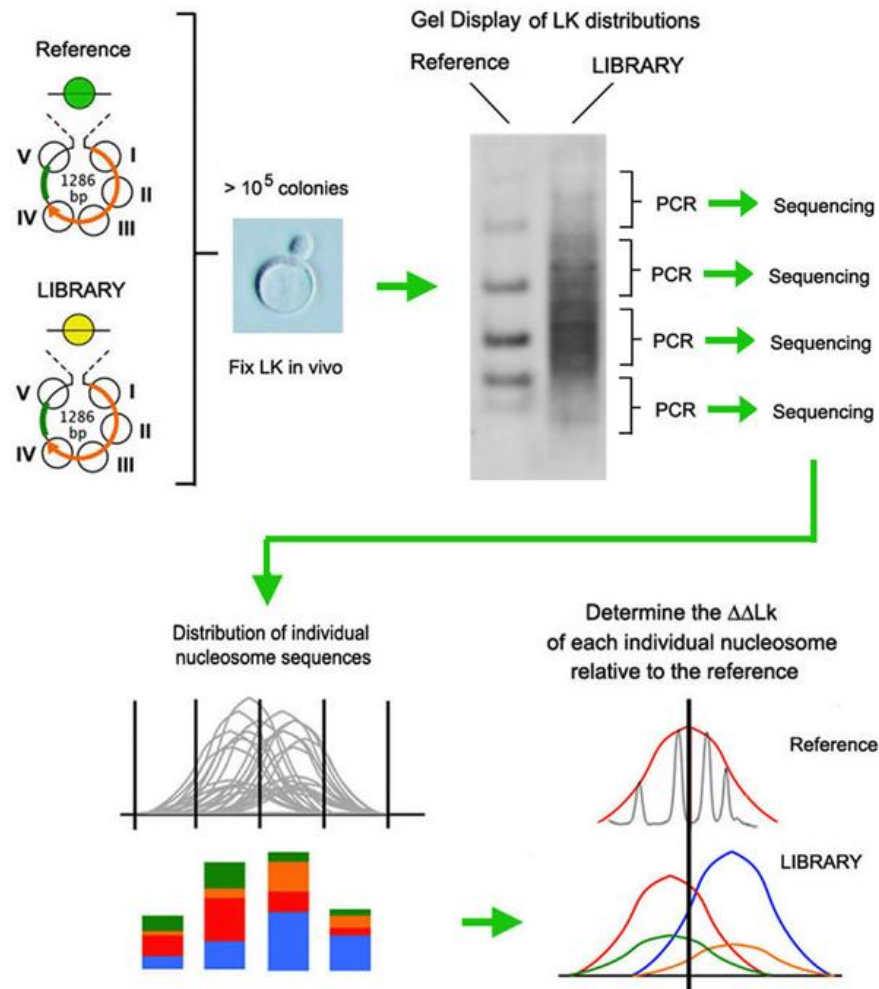 Gel Display of LK distributions
Reference
LIBRARY
Reference
V
I
1286
bp
II
IV
III
> 10⁵ colonies
Fix LK in vivo
LIBRARY
V
I
1286
bp
II
IV
III
PCR
Sequencing
PCR
Sequencing
PCR
Sequencing
PCR
Sequencing
Distribution of individual
nucleosome sequences
Determine the ΔΔLk
of each individual nucleosome
relative to the reference
Reference
LIBRARY